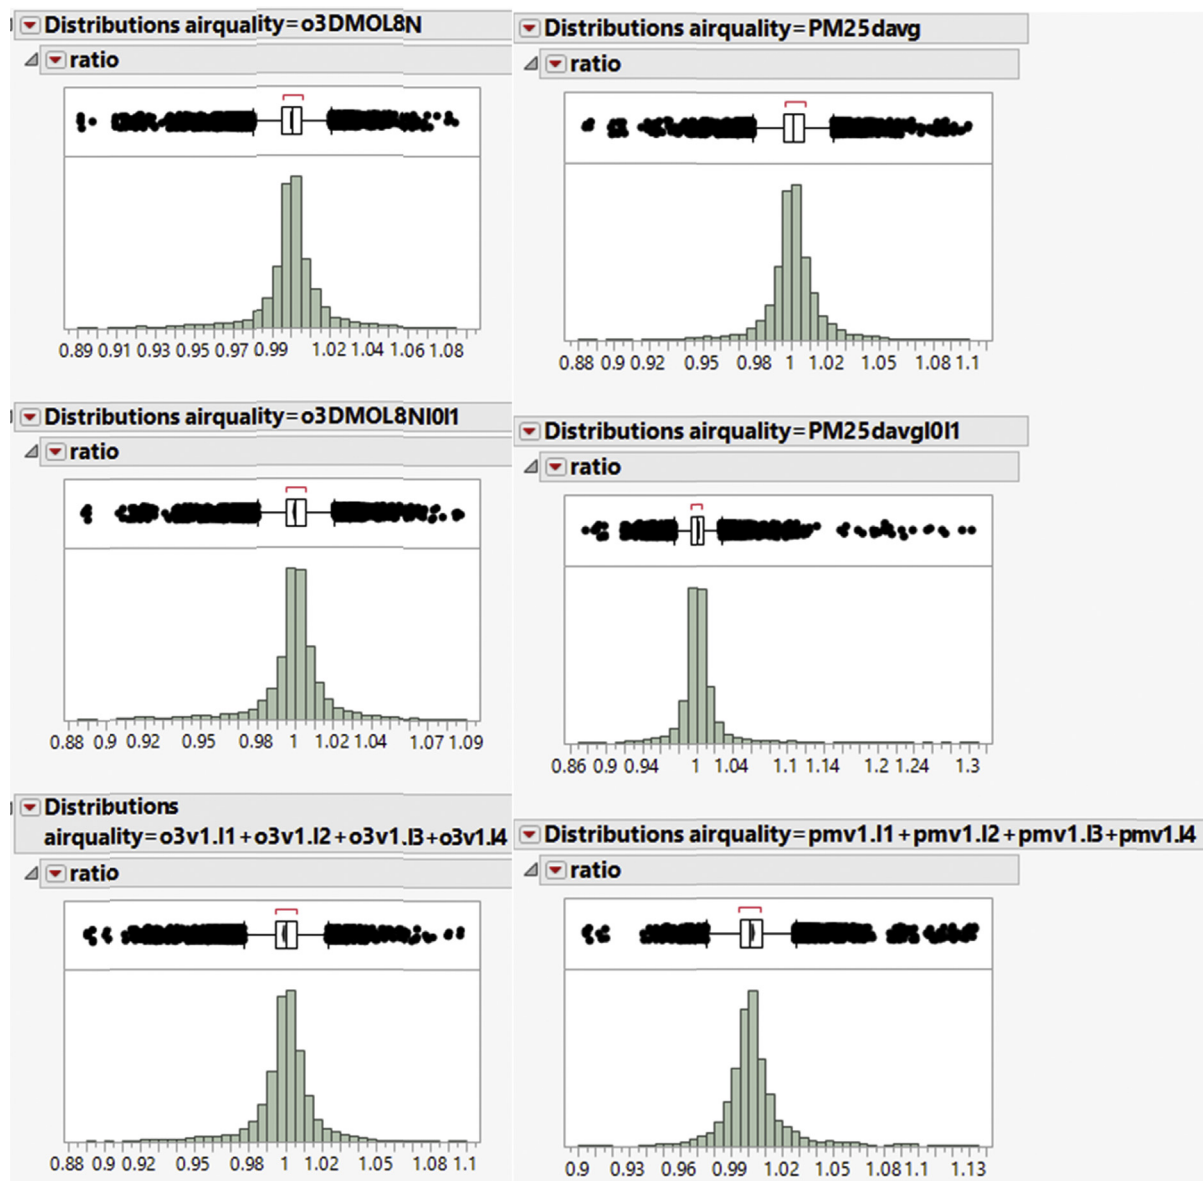 Distributions airquality=o3DMOL8N
ratio
0.89 0.91 0.93 0.95 0.97 0.99 1.02 1.04 1.06 1.08
Distributions airquality=PM25davg
ratio
0.88 0.9 0.92 0.95 0.98 1 1.02 1.05 1.08 1.1
Distributions airquality=o3DMOL8Nl0l1
ratio
0.88 0.9 0.92 0.95 0.98 1 1.02 1.04 1.07 1.09
Distributions airquality=PM25davgl0l1
ratio
0.86 0.9 0.94 1 1.04 1.1 1.14 1.2 1.24 1.3
Distributions
airquality=o3v1.l1+o3v1.l2+o3v1.l3+o3v1.l4
ratio
0.88 0.9 0.92 0.95 0.98 1 1.02 1.05 1.08 1.1
Distributions airquality=pmv1.l1+pmv1.l2+pmv1.l3+pmv1.l4
ratio
0.9 0.93 0.96 0.99 1.02 1.05 1.08 1.1 1.13